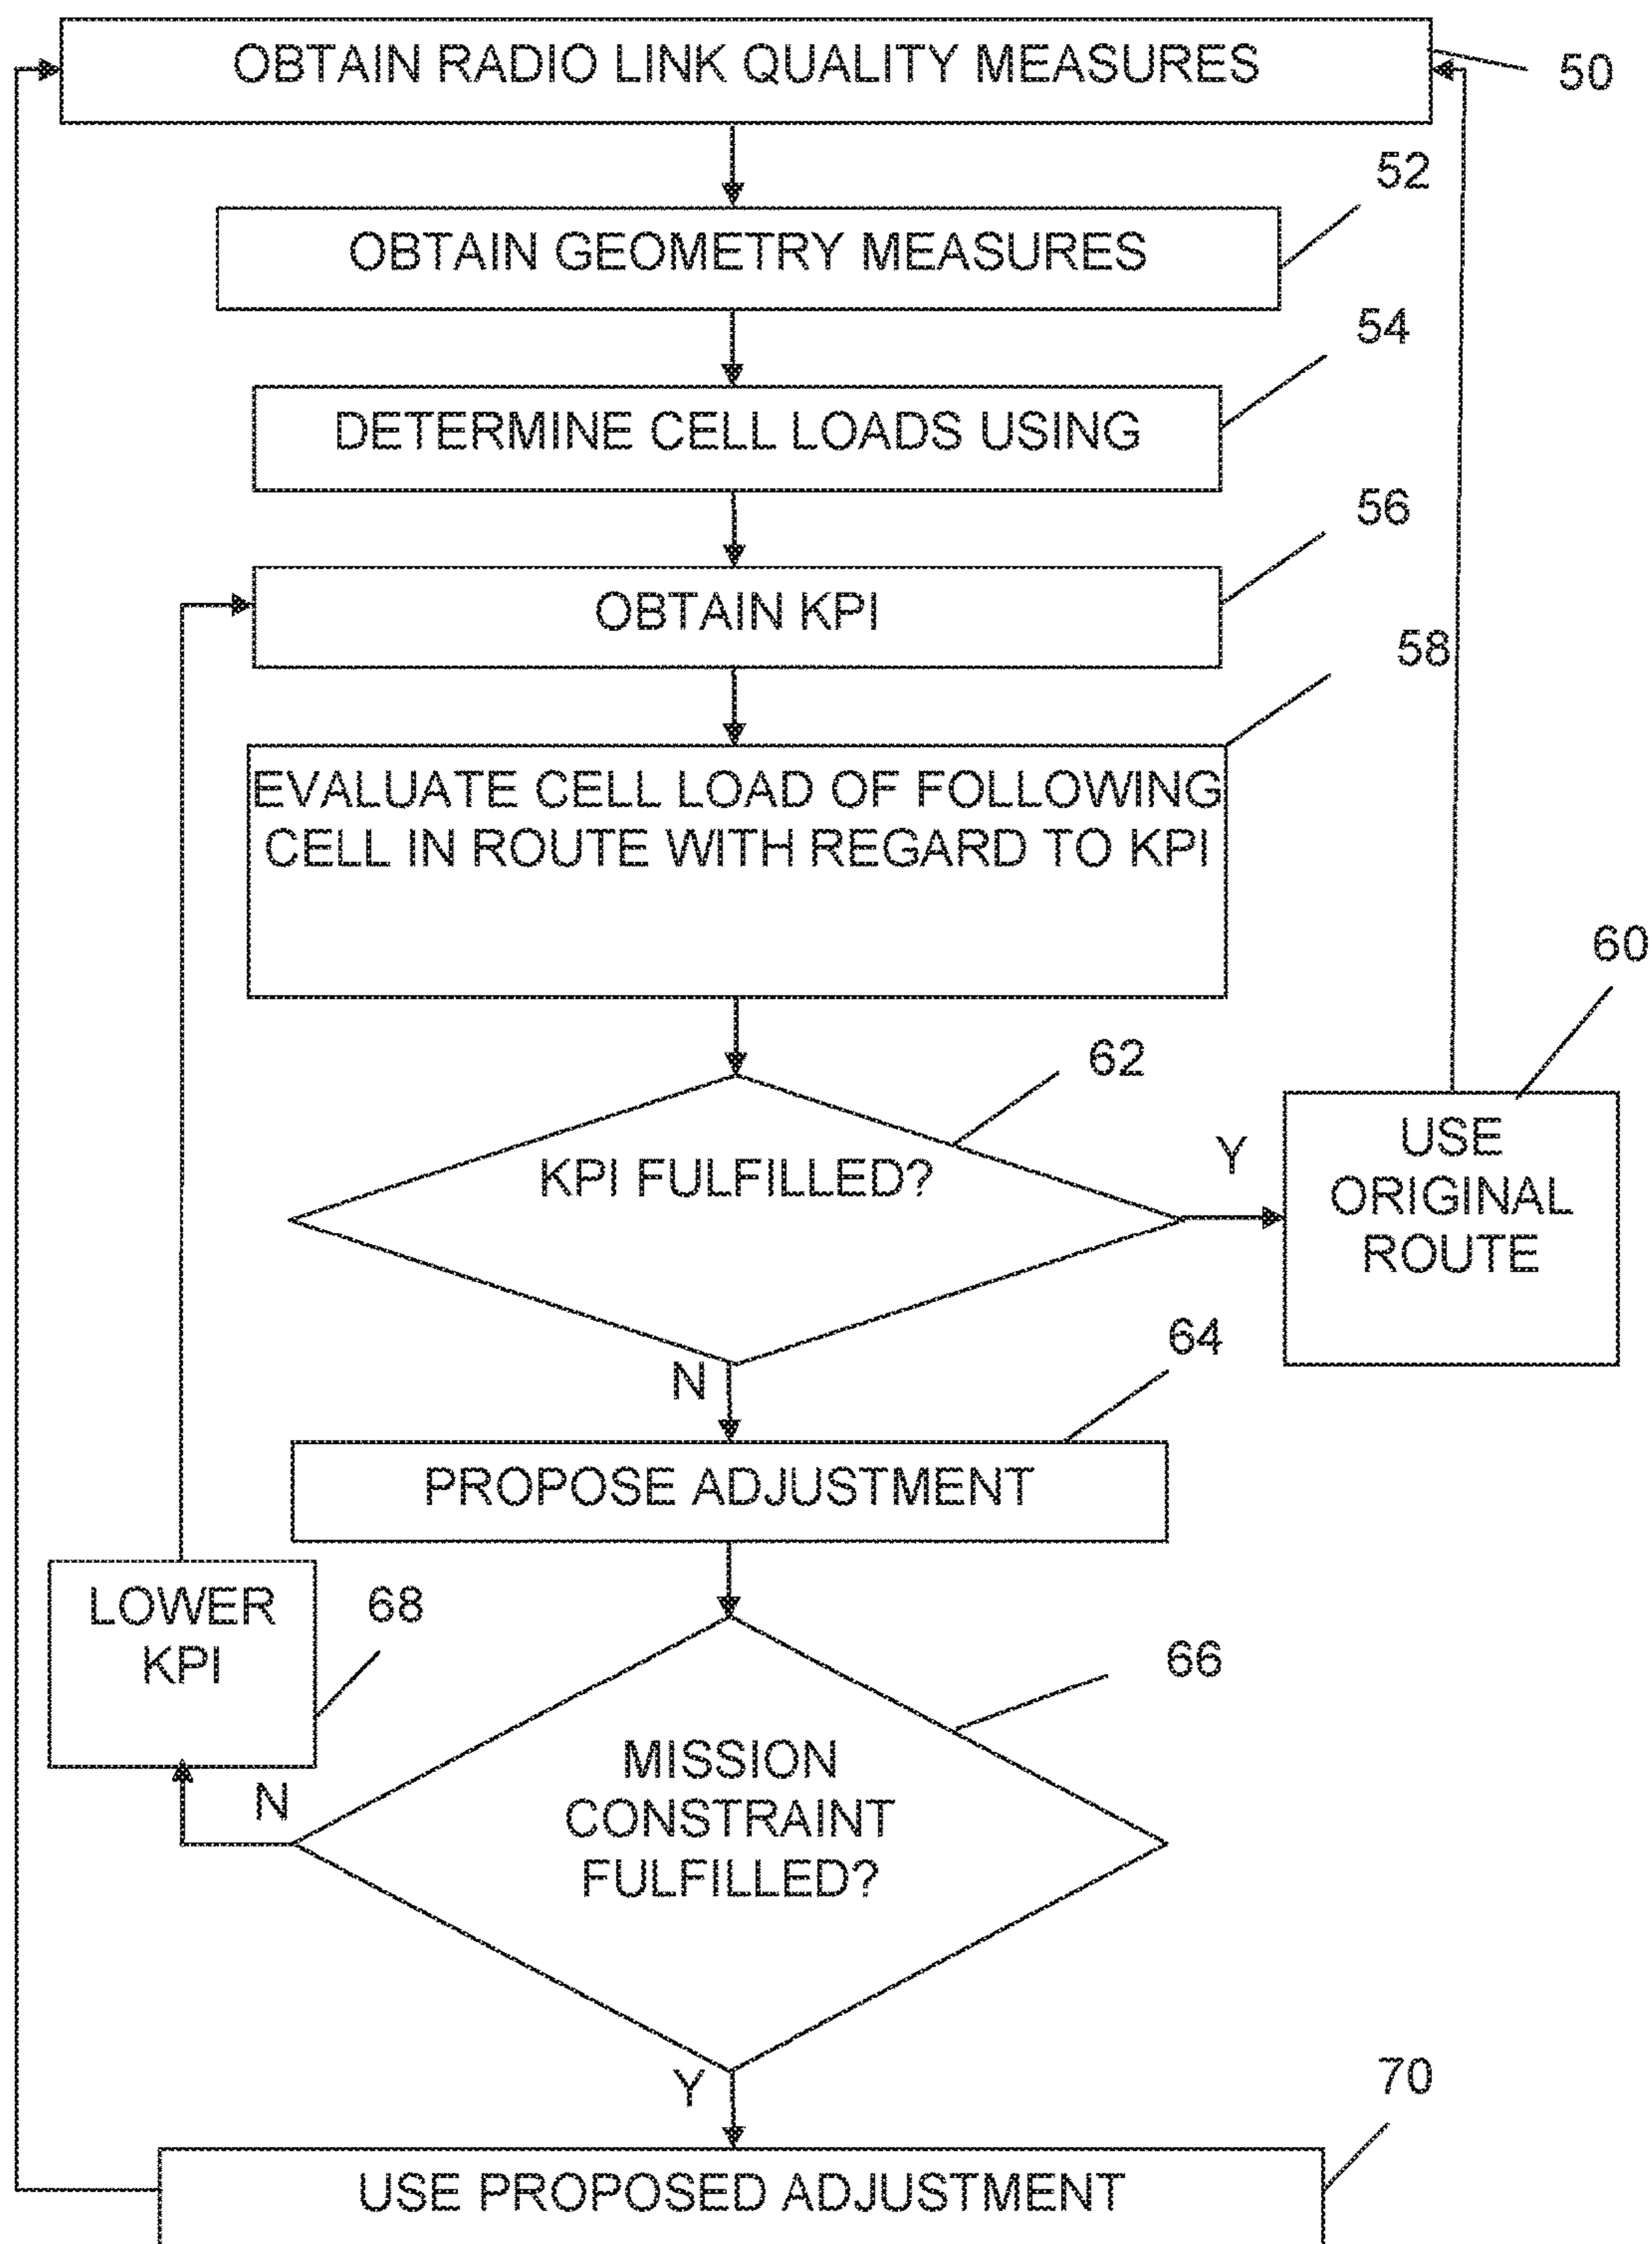 OBTAIN RADIO LINK QUALITY MEASURES
50
52
OBTAIN GEOMETRY MEASURES
54
DETERMINE CELL LOADS USING
56
OBTAIN KPI
58
EVALUATE CELL LOAD OF FOLLOWING
CELL IN ROUTE WITH REGARD TO KPI
60
62
KPI FULFILLED?
Y
USE
ORIGINAL
ROUTE
N
64
PROPOSE ADJUSTMENT
LOWER
KPI
68
66
MISSION
CONSTRAINT
FULFILLED?
N
Y
70
USE PROPOSED ADJUSTMENT